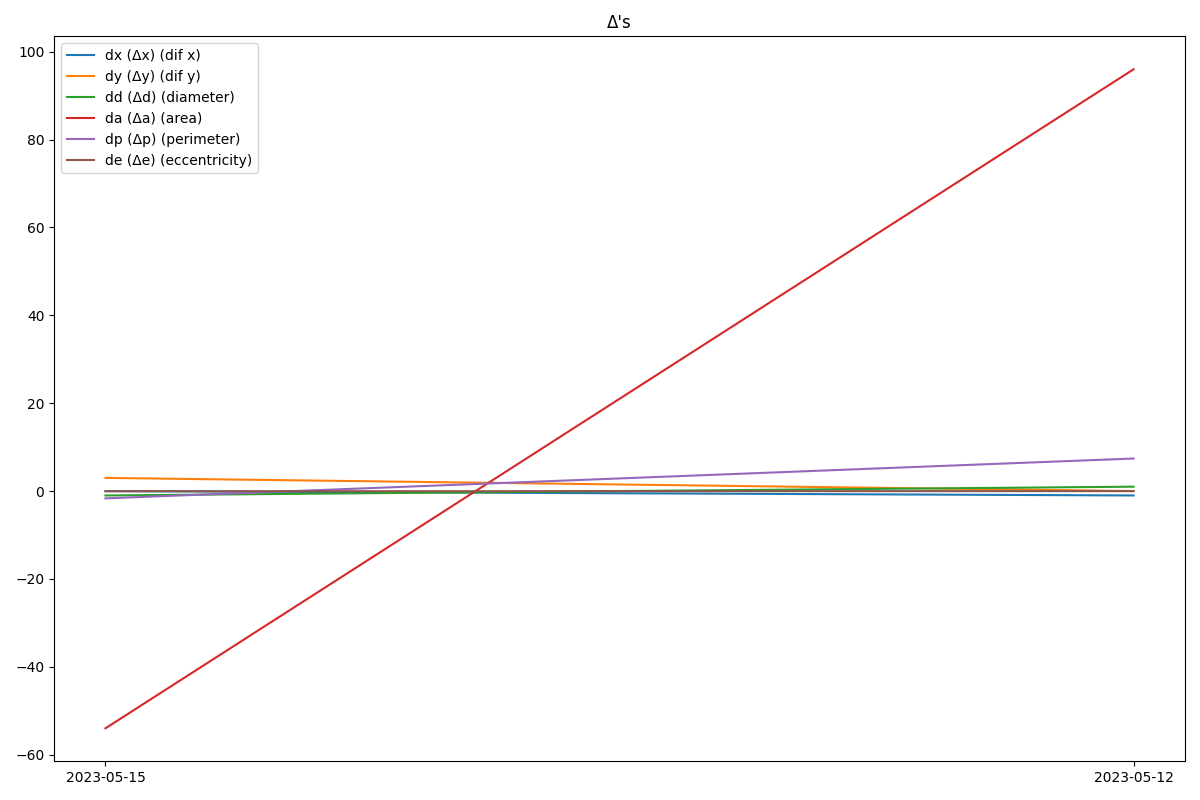 Δ's
dx (Δx) (dif x)
dy (Δy) (dif y)
dd (Δd) (diameter)
da (Δa) (area)
dp (Δp) (perimeter)
de (Δe) (eccentricity)
100
80
60
40
20
0
−20
−40
−60
2023-05-15
2023-05-12